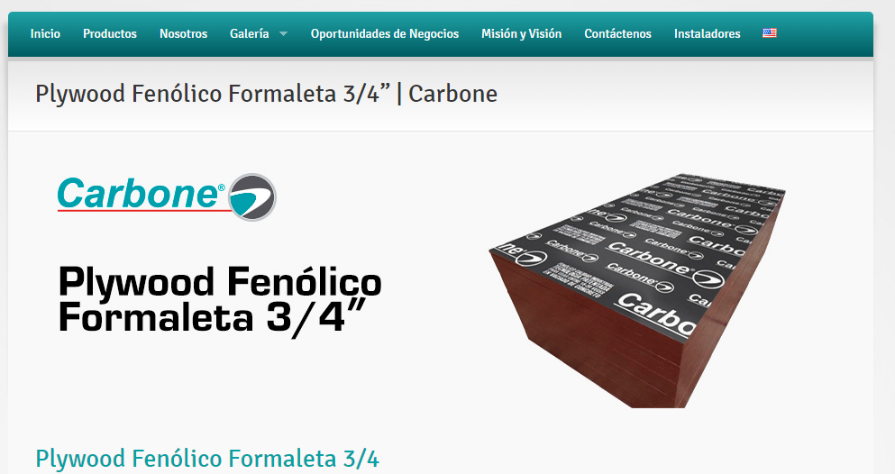 Inicio Productos Nosotros Galería Oportunidades de Negocios Misión y Visión Contáctenos Instaladores
Plywood Fenólico Formaleta 3/4” | Carbone
Carbone®
Plywood Fenólico
Formaleta 3/4”
Carbone
Carbone
Carbone
Carbone
Plywood Fenólico Formaleta 3/4